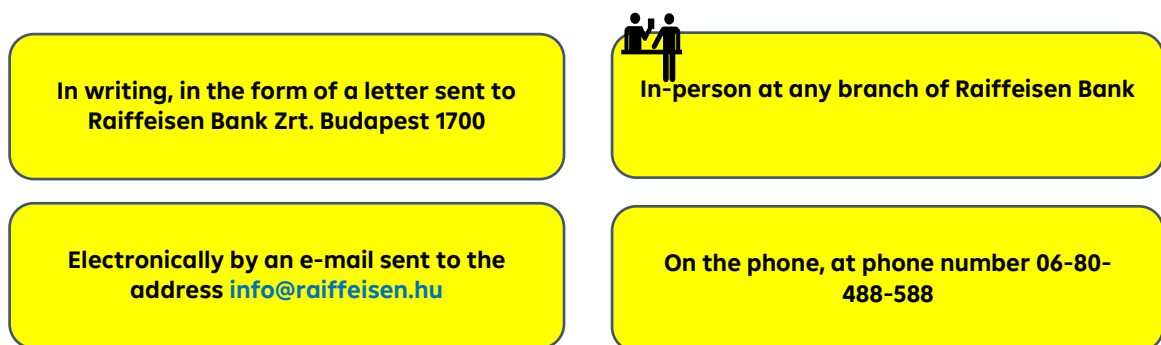 In writing, in the form of a letter sent to
Raiffeisen Bank Zrt. Budapest 1700
In-person at any branch of Raiffeisen Bank
Electronically by an e-mail sent to the
address info@raiffeisen.hu
On the phone, at phone number 06-80-
488-588